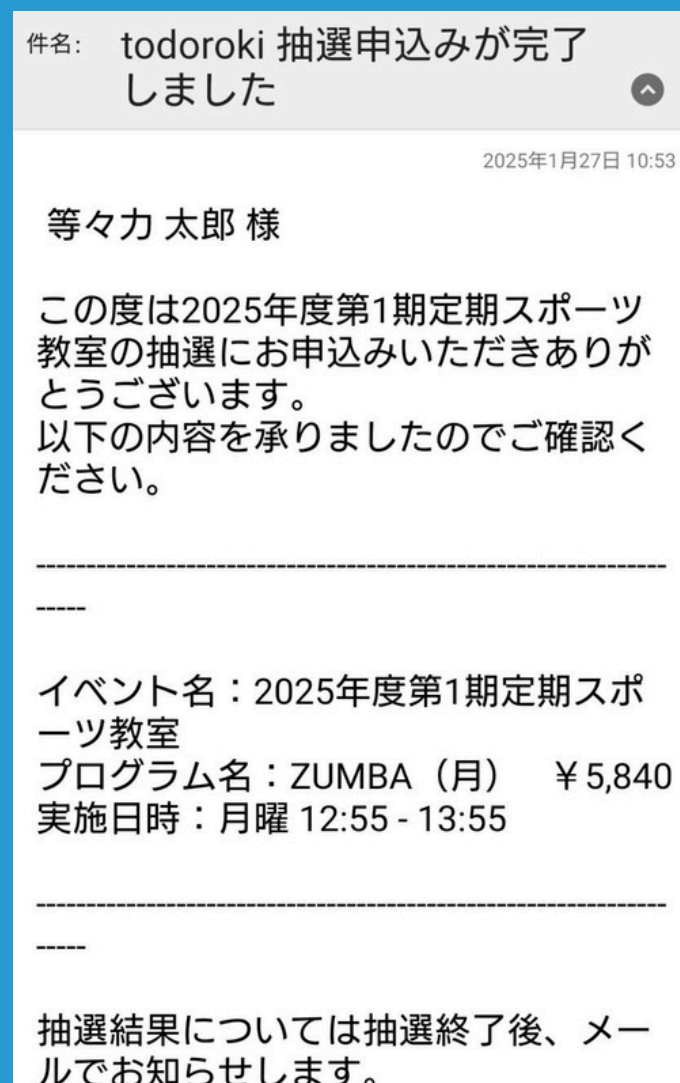 件名: todoroki 抽選申込みが完了
しました
2025年1月27日 10:53
等々力 太郎 様
この度は2025年度第1期定期スポーツ
教室の抽選にお申込みいただきありが
とうございます。
以下の内容を承りましたのでご確認く
ださい。
---------------------------------------------------------------
-----
イベント名：2025年度第1期定期スポ
ーツ教室
プログラム名：ZUMBA（月）　￥5,840
実施日時：月曜 12:55 - 13:55
---------------------------------------------------------------
-----
抽選結果については抽選終了後、メー
ルでお知らせします。